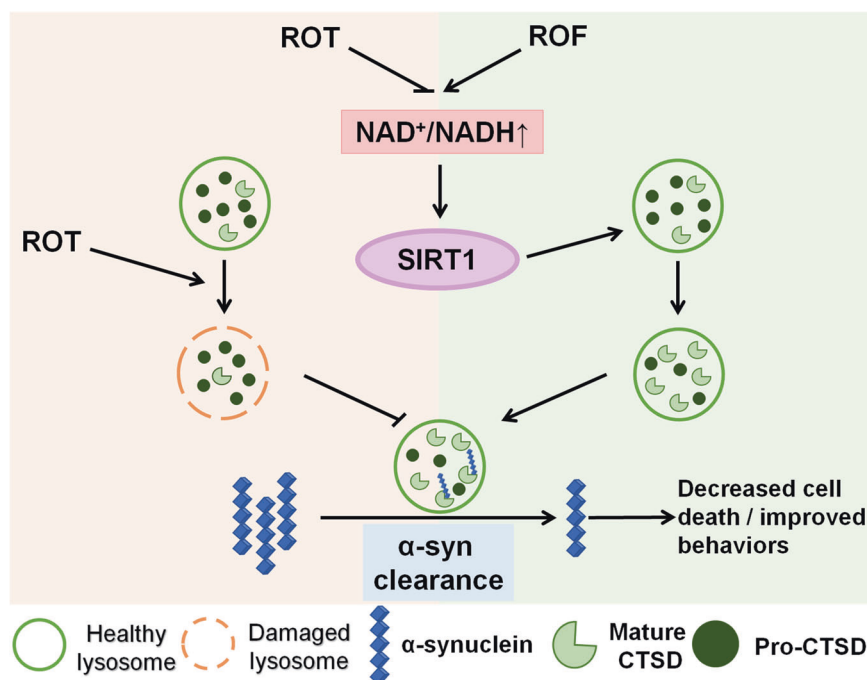 ROT
ROF
NAD⁺/NADH↑
ROT
SIRT1
α-syn
clearance
Decreased cell
death / improved
behaviors
Healthy
lysosome
Damaged
lysosome
α-synuclein
Mature
CTSD
Pro-CTSD